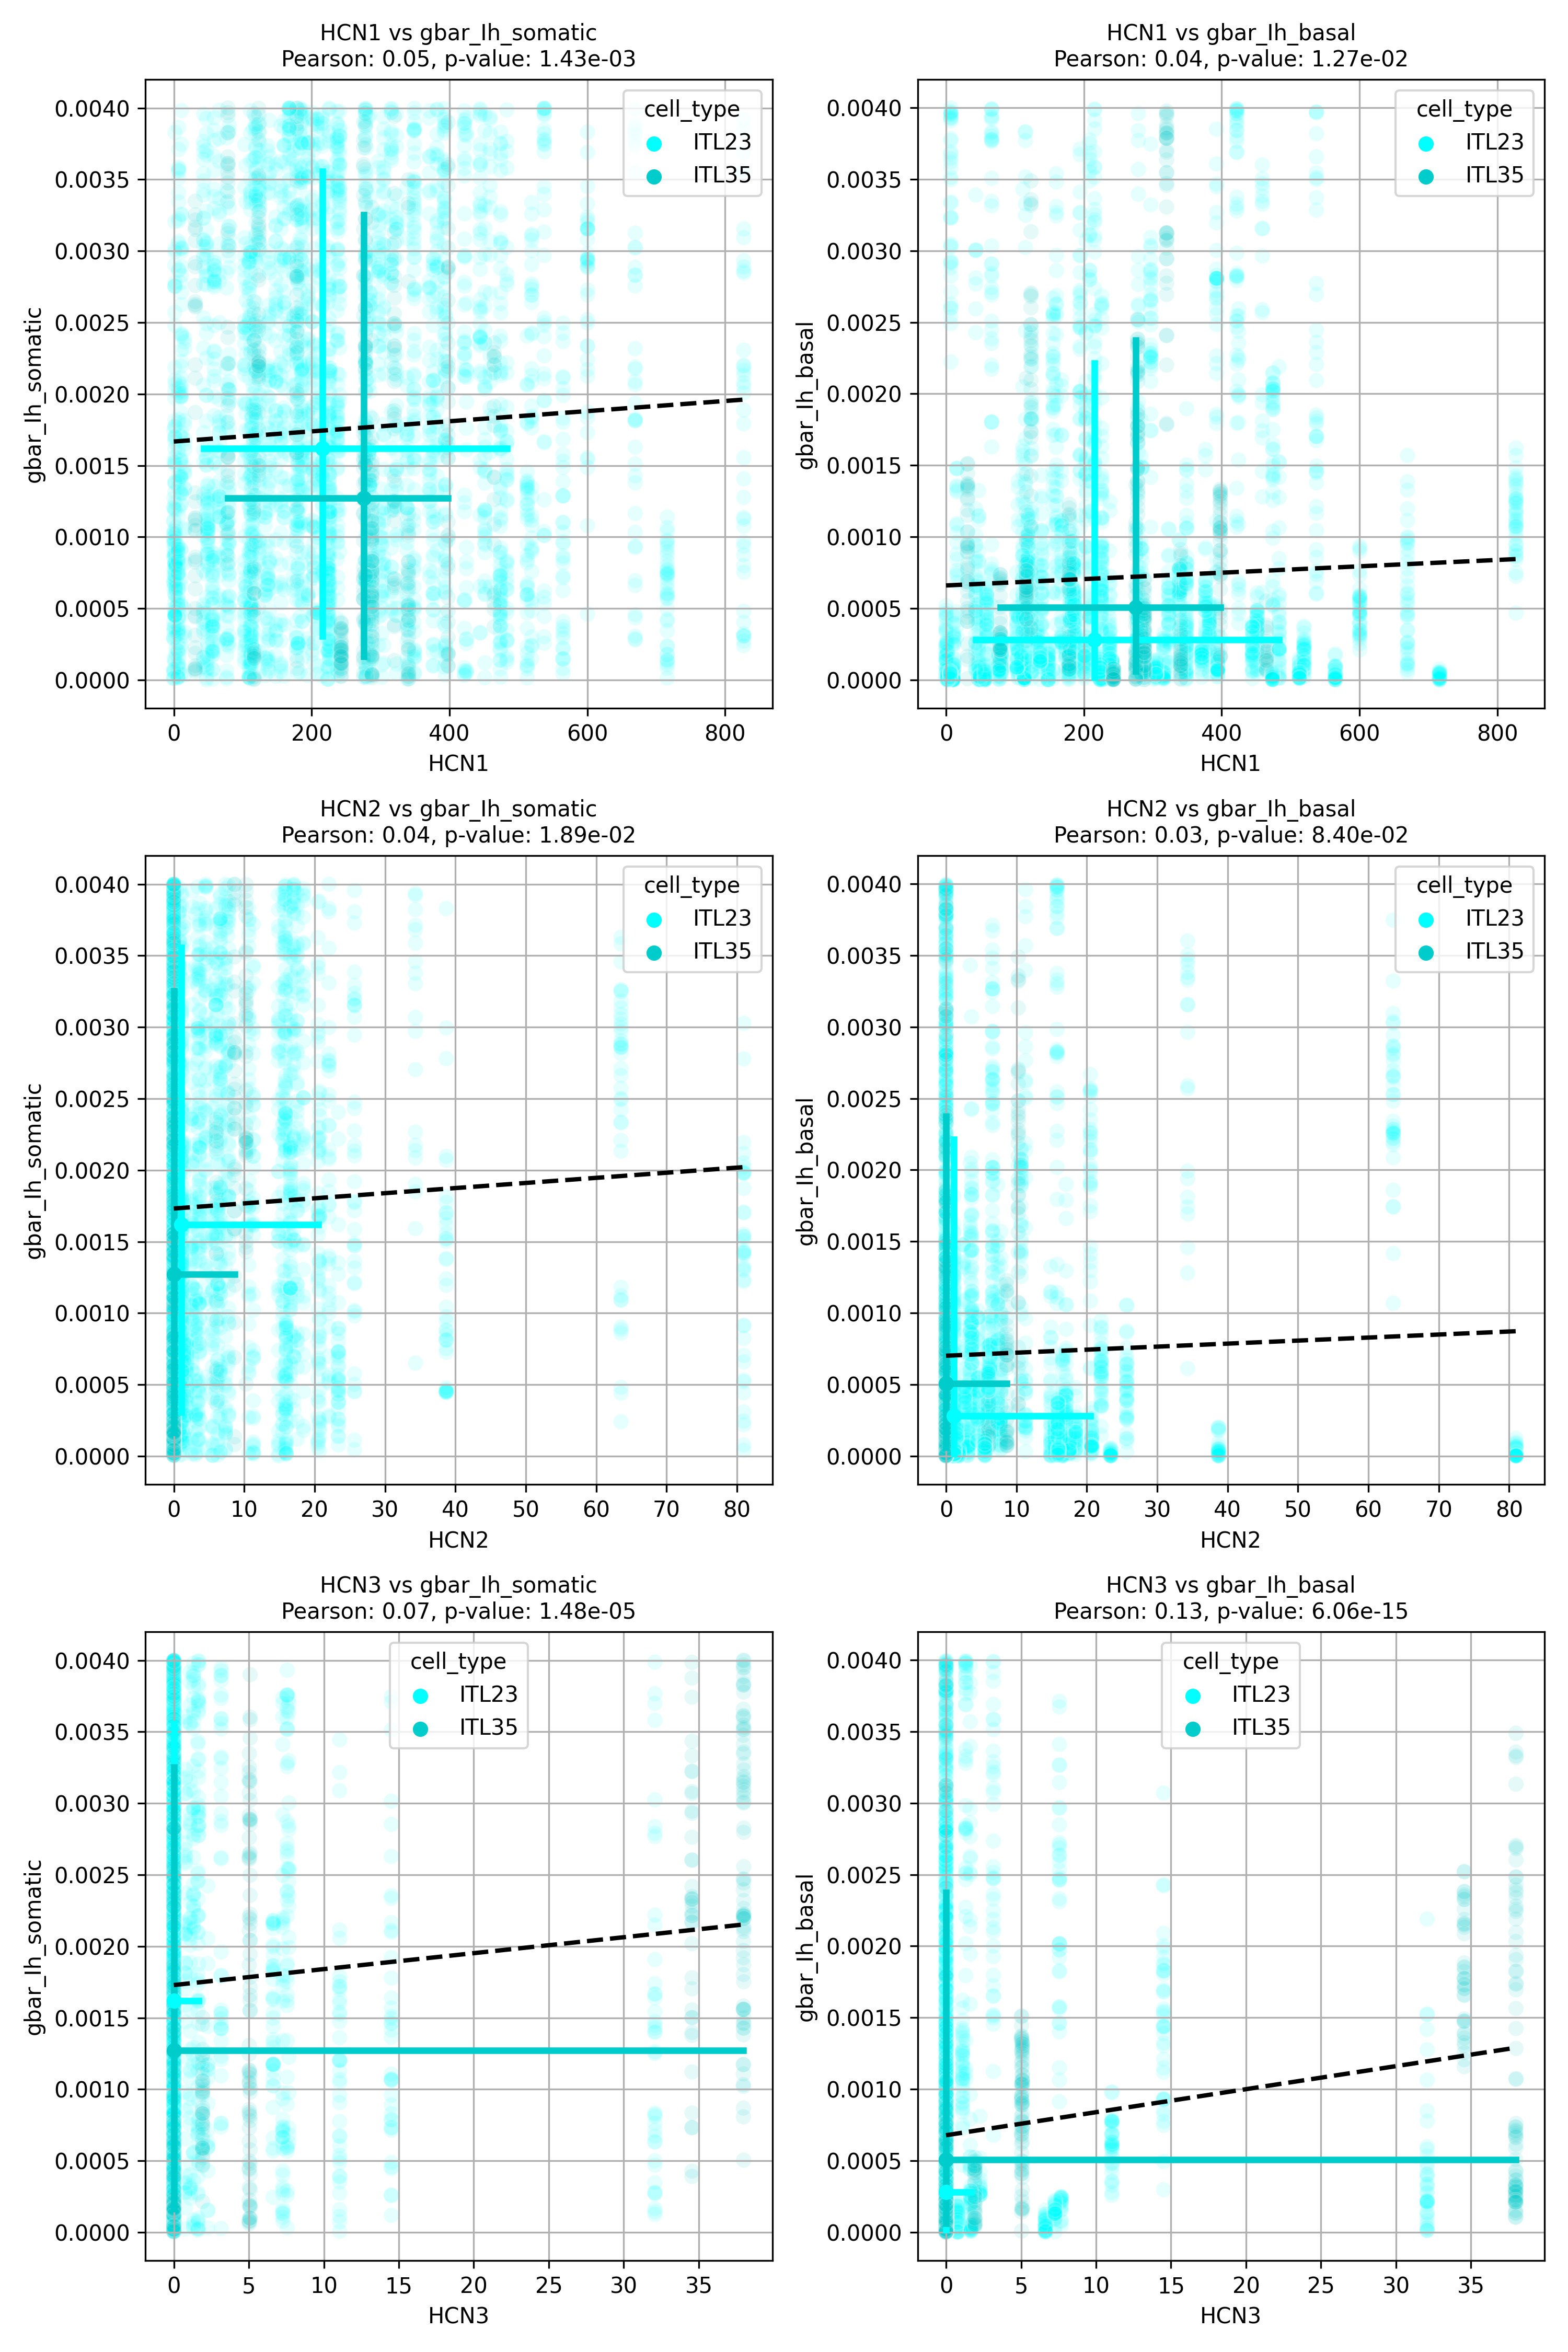 HCN1 vs gbar_Ih_somatic
Pearson: 0.05, p-value: 1.43e-03
cell_type
ITL23
ITL35
gbar_Ih_somatic
0.0040
0.0035
0.0030
0.0025
0.0020
0.0015
0.0010
0.0005
0.0000
0 200 400 600 800
HCN1
HCN1 vs gbar_Ih_basal
Pearson: 0.04, p-value: 1.27e-02
cell_type
ITL23
ITL35
gbar_Ih_basal
0.0040
0.0035
0.0030
0.0025
0.0020
0.0015
0.0010
0.0005
0.0000
0 200 400 600 800
HCN1
HCN2 vs gbar_Ih_somatic
Pearson: 0.04, p-value: 1.89e-02
cell_type
ITL23
ITL35
gbar_Ih_somatic
0.0040
0.0035
0.0030
0.0025
0.0020
0.0015
0.0010
0.0005
0.0000
0 10 20 30 40 50 60 70 80
HCN2
HCN2 vs gbar_Ih_basal
Pearson: 0.03, p-value: 8.40e-02
cell_type
ITL23
ITL35
gbar_Ih_basal
0.0040
0.0035
0.0030
0.0025
0.0020
0.0015
0.0010
0.0005
0.0000
0 10 20 30 40 50 60 70 80
HCN2
HCN3 vs gbar_Ih_somatic
Pearson: 0.07, p-value: 1.48e-05
cell_type
ITL23
ITL35
gbar_Ih_somatic
0.0040
0.0035
0.0030
0.0025
0.0020
0.0015
0.0010
0.0005
0.0000
0 5 10 15 20 25 30 35
HCN3
HCN3 vs gbar_Ih_basal
Pearson: 0.13, p-value: 6.06e-15
cell_type
ITL23
ITL35
gbar_Ih_basal
0.0040
0.0035
0.0030
0.0025
0.0020
0.0015
0.0010
0.0005
0.0000
0 5 10 15 20 25 30 35
HCN3